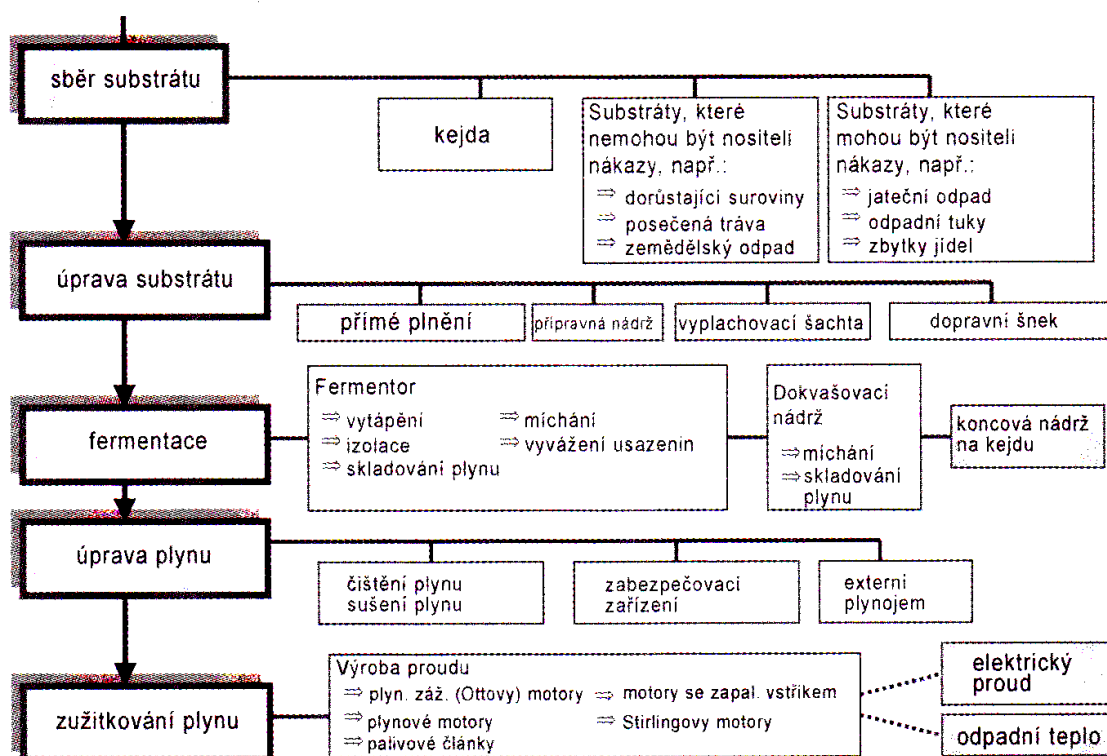 sběr substrátu
kejda
Substráty, které
nemohou být nositeli
nákazy, např.:
⇒ dorůstající suroviny
⇒ posečená tráva
⇒ zemědělský odpad
Substráty, které
mohou být nositeli
nákazy, např.:
⇒ jateční odpad
⇒ odpadní tuky
⇒ zbytky jídel
úprava substrátu
přímé plnění
přípravná nádrž
vyplachovací šachta
dopravní šnek
fermentace
Fermentor
⇒ vytápění
⇒ izolace
⇒ skladování plynu
⇒ míchání
⇒ vyvážení usazenin
Dokvašovací
nádrž
⇒ míchání
⇒ skladování
plynu
koncová nádrž
na kejdu
úprava plynu
čištění plynu
sušení plynu
zabezpečovací
zařízení
externí
plynojem
zužitkování plynu
Výroba proudu
⇒ plyn. záž. (Ottovy) motory
⇒ plynové motory
⇒ palivové články
⇒ motory se zapal. vstřikem
⇒ Stirlingovy motory
elektrický
proud
odpadní teplo